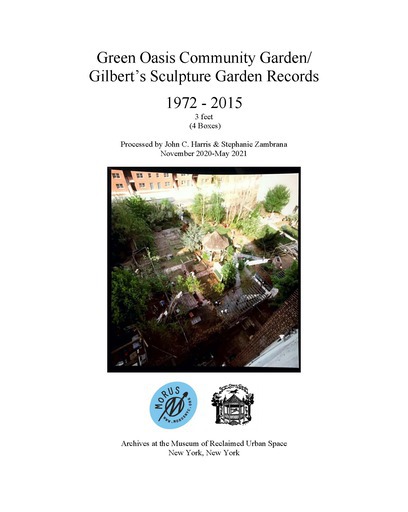 Green Oasis Community Garden/
Gilbert's Sculpture Garden Records
1972 - 2015
3 feet
(4 Boxes)
Processed by John C. Harris & Stephanie Zambrana
November 2020-May 2021
MORUS
Archives at the Museum of Reclaimed Urban Space
New York, New York